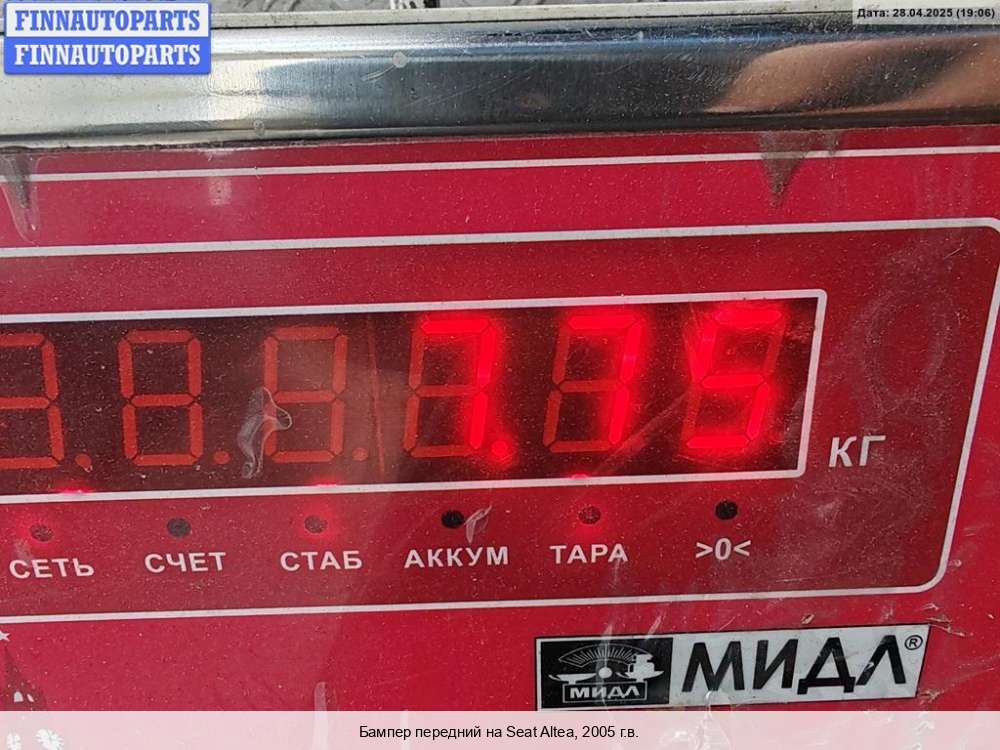 FINNAUTOPARTS
FINNAUTOPARTS
Дата: 28.04.2025 (19:06)
7.15
КГ
СЕТЬ СЧЕТ СТАБ АККУМ ТАРА >0<
МИДЛ МИДЛ®
Бампер передний на Seat Altea, 2005 г.в.